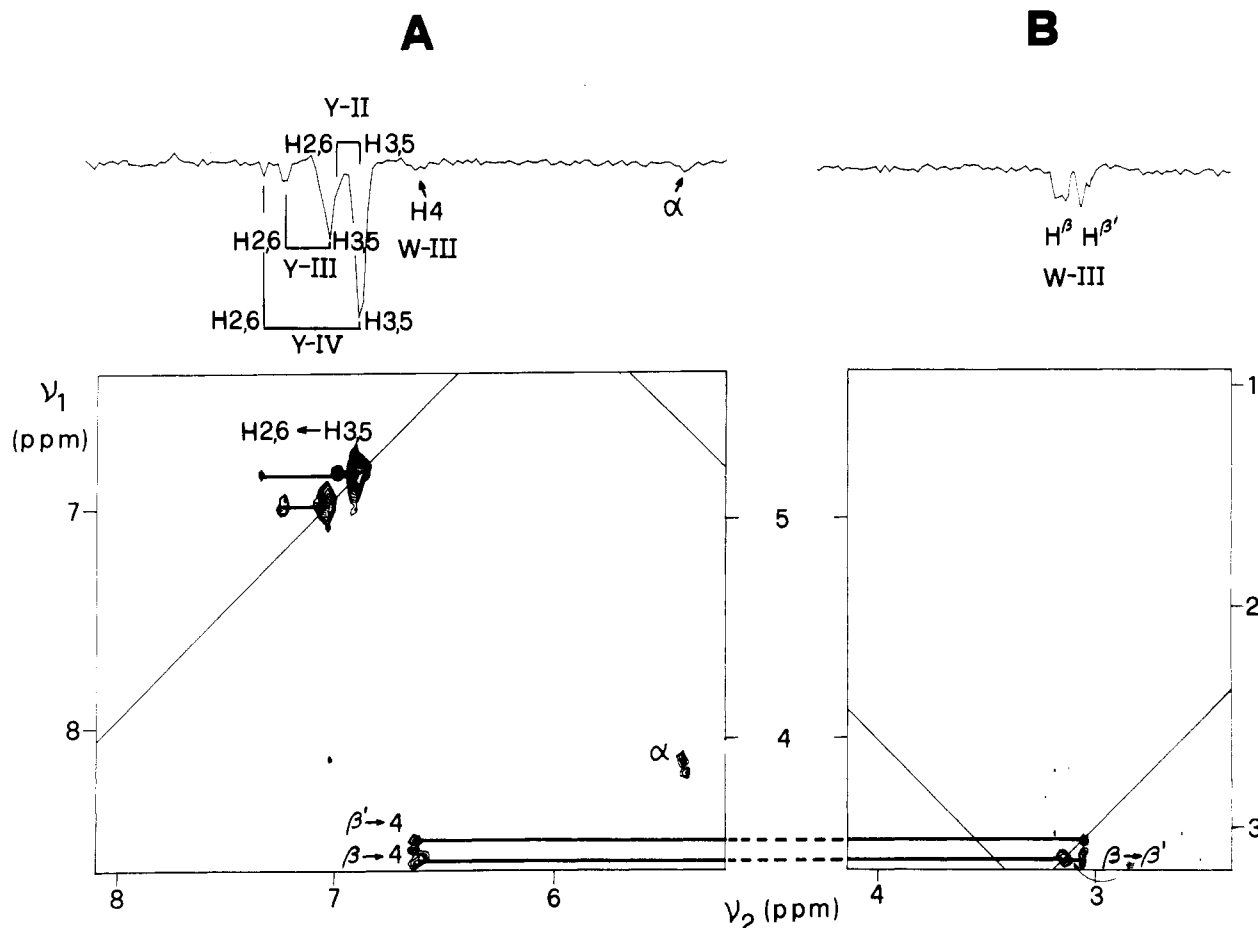 A B
Y-II
H2,6 H3,5
H4
W-III
α
H2,6 H3,5
Y-III
H2,6 H3,5
Y-IV
H^β H^β'
W-III
ν1
(ppm)
H2,6 ← H3,5
7
8
α
β'→4
β→4
8 7 6
5
4
ν2 (ppm)
1
2
3
β→β'
4 3